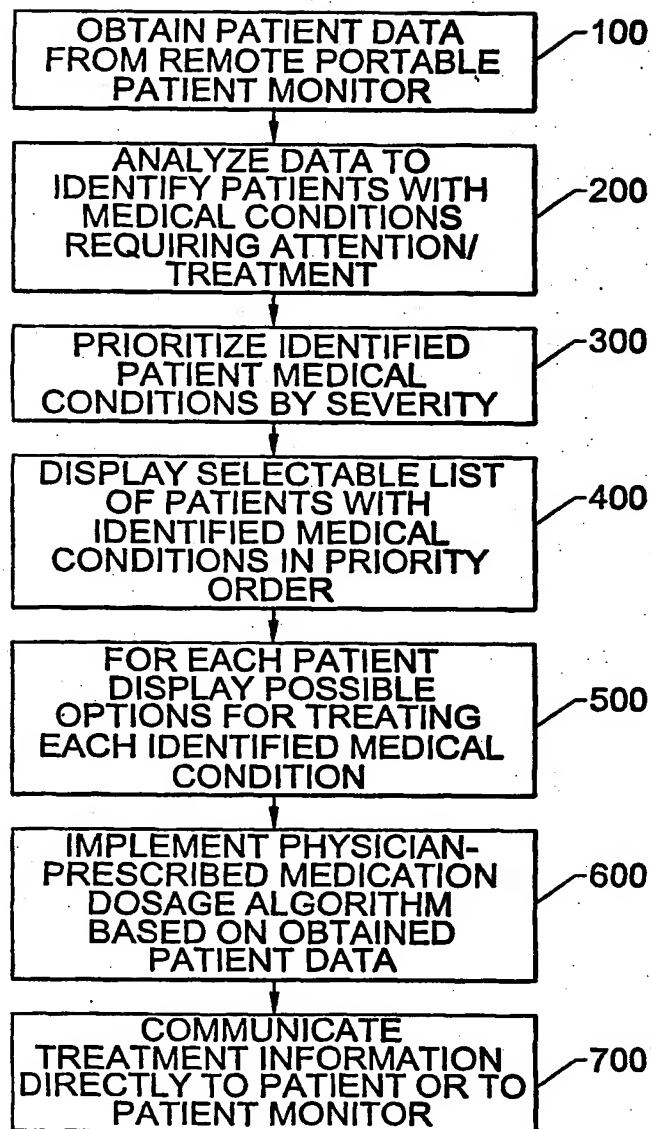 OBTAIN PATIENT DATA
FROM REMOTE PORTABLE
PATIENT MONITOR
100
ANALYZE DATA TO
IDENTIFY PATIENTS WITH
MEDICAL CONDITIONS
REQUIRING ATTENTION/
TREATMENT
200
PRIORITIZE IDENTIFIED
PATIENT MEDICAL
CONDITIONS BY SEVERITY
300
DISPLAY SELECTABLE LIST
OF PATIENTS WITH
IDENTIFIED MEDICAL
CONDITIONS IN PRIORITY
ORDER
400
FOR EACH PATIENT
DISPLAY POSSIBLE
OPTIONS FOR TREATING
EACH IDENTIFIED MEDICAL
CONDITION
500
IMPLEMENT PHYSICIAN-
PRESCRIBED MEDICATION
DOSAGE ALGORITHM
BASED ON OBTAINED
PATIENT DATA
600
COMMUNICATE
TREATMENT INFORMATION
DIRECTLY TO PATIENT OR TO
PATIENT MONITOR
700